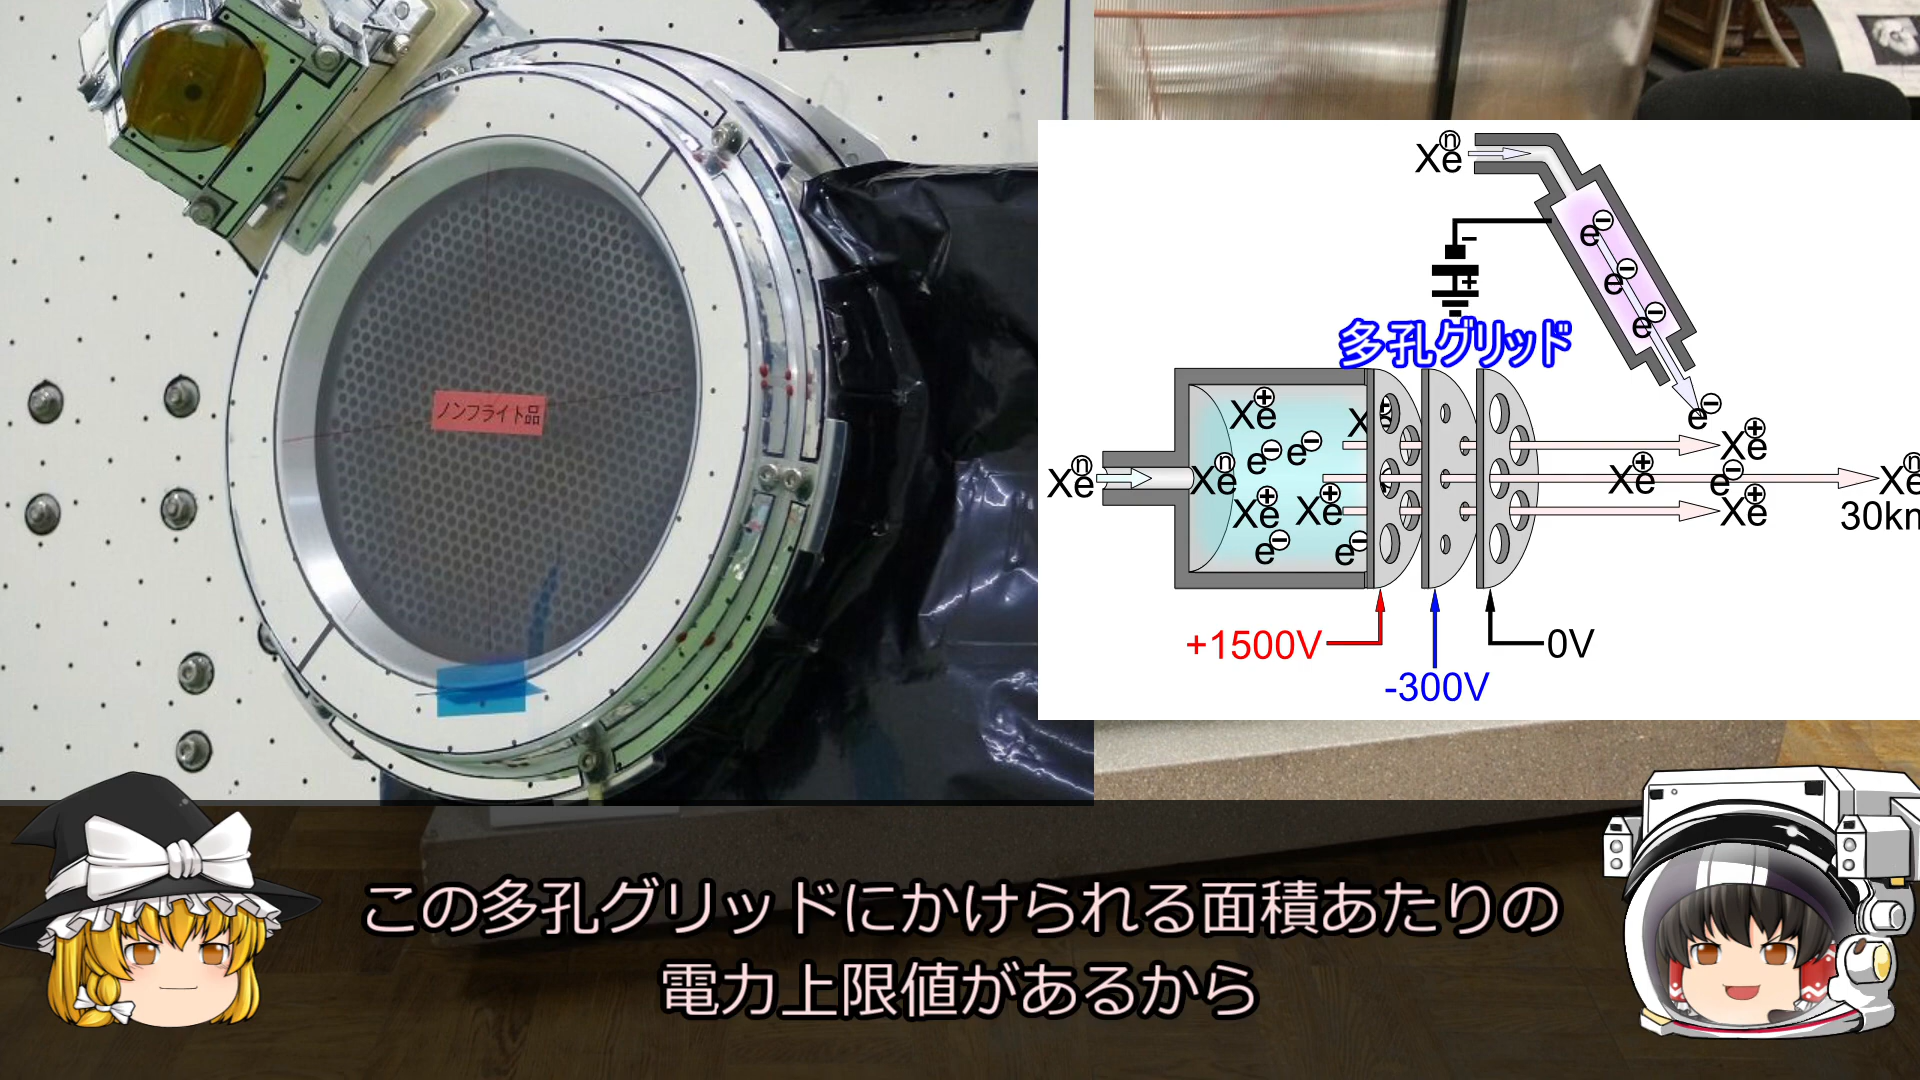 ノンフライト品
Xe n
e −
e −
e −
− 
+
多孔グリッド
e −
Xe + X +
Xe +
e − e −
Xe n Xe n Xe + e − Xe n
Xe + Xe + Xe +
30km
e − e −
+1500V
0V
-300V
この多孔グリッドにかけられる面積あたりの
電力上限値があるから